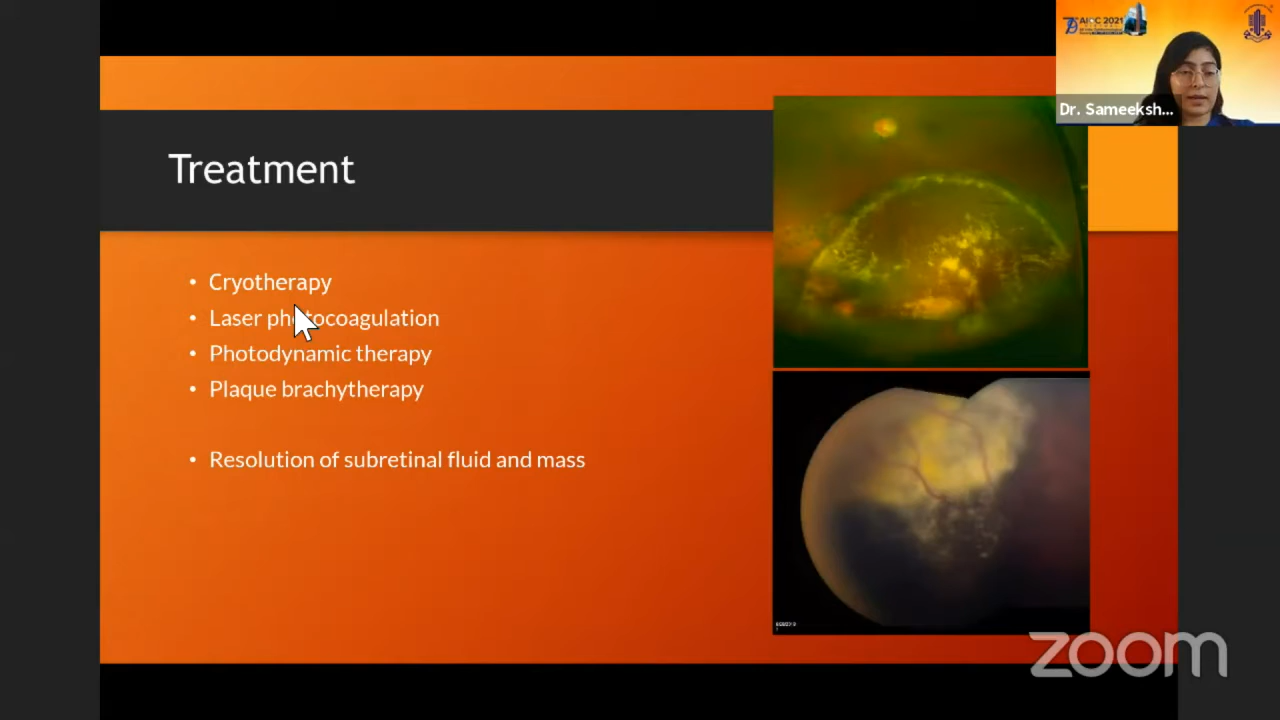 AIOC 2021
Dr. Sameeksh...
Treatment
• Cryotherapy
• Laser photocoagulation
• Photodynamic therapy
• Plaque brachytherapy
• Resolution of subretinal fluid and mass
zoom